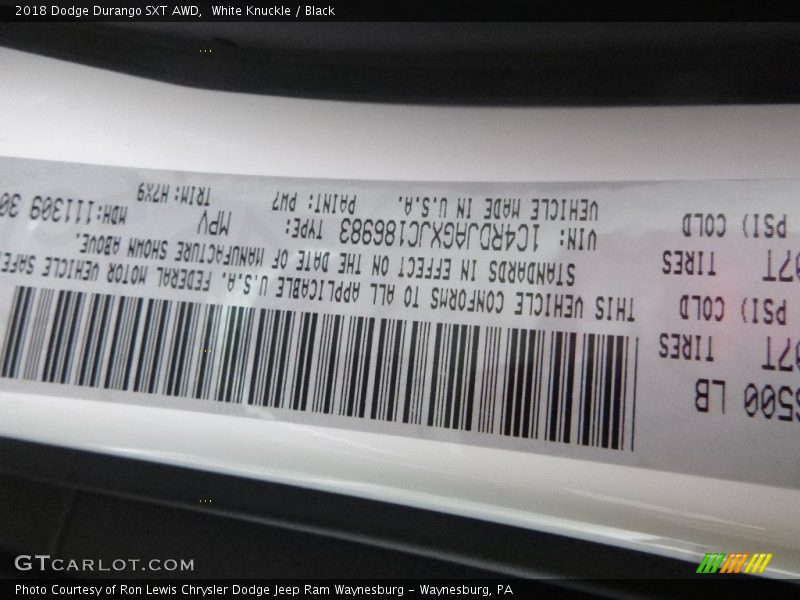 2018 Dodge Durango SXT AWD, White Knuckle / Black
6500 LB
07T TIRES
PSI) COLD
07T TIRES
PSI) COLD
THIS VEHICLE CONFORMS TO ALL APPLICABLE U.S.A. FEDERAL MOTOR VEHICLE SAFE
STANDARDS IN EFFECT ON THE DATE OF MANUFACTURE SHOWN ABOVE.
VIN: 1C4RDJAGXJC186983 TYPE: MPV MDH:111309 30
VEHICLE MADE IN U.S.A. PAINT: PW7 TRIM: H7X9
GTCARLOT.COM
Photo Courtesy of Ron Lewis Chrysler Dodge Jeep Ram Waynesburg – Waynesburg, PA